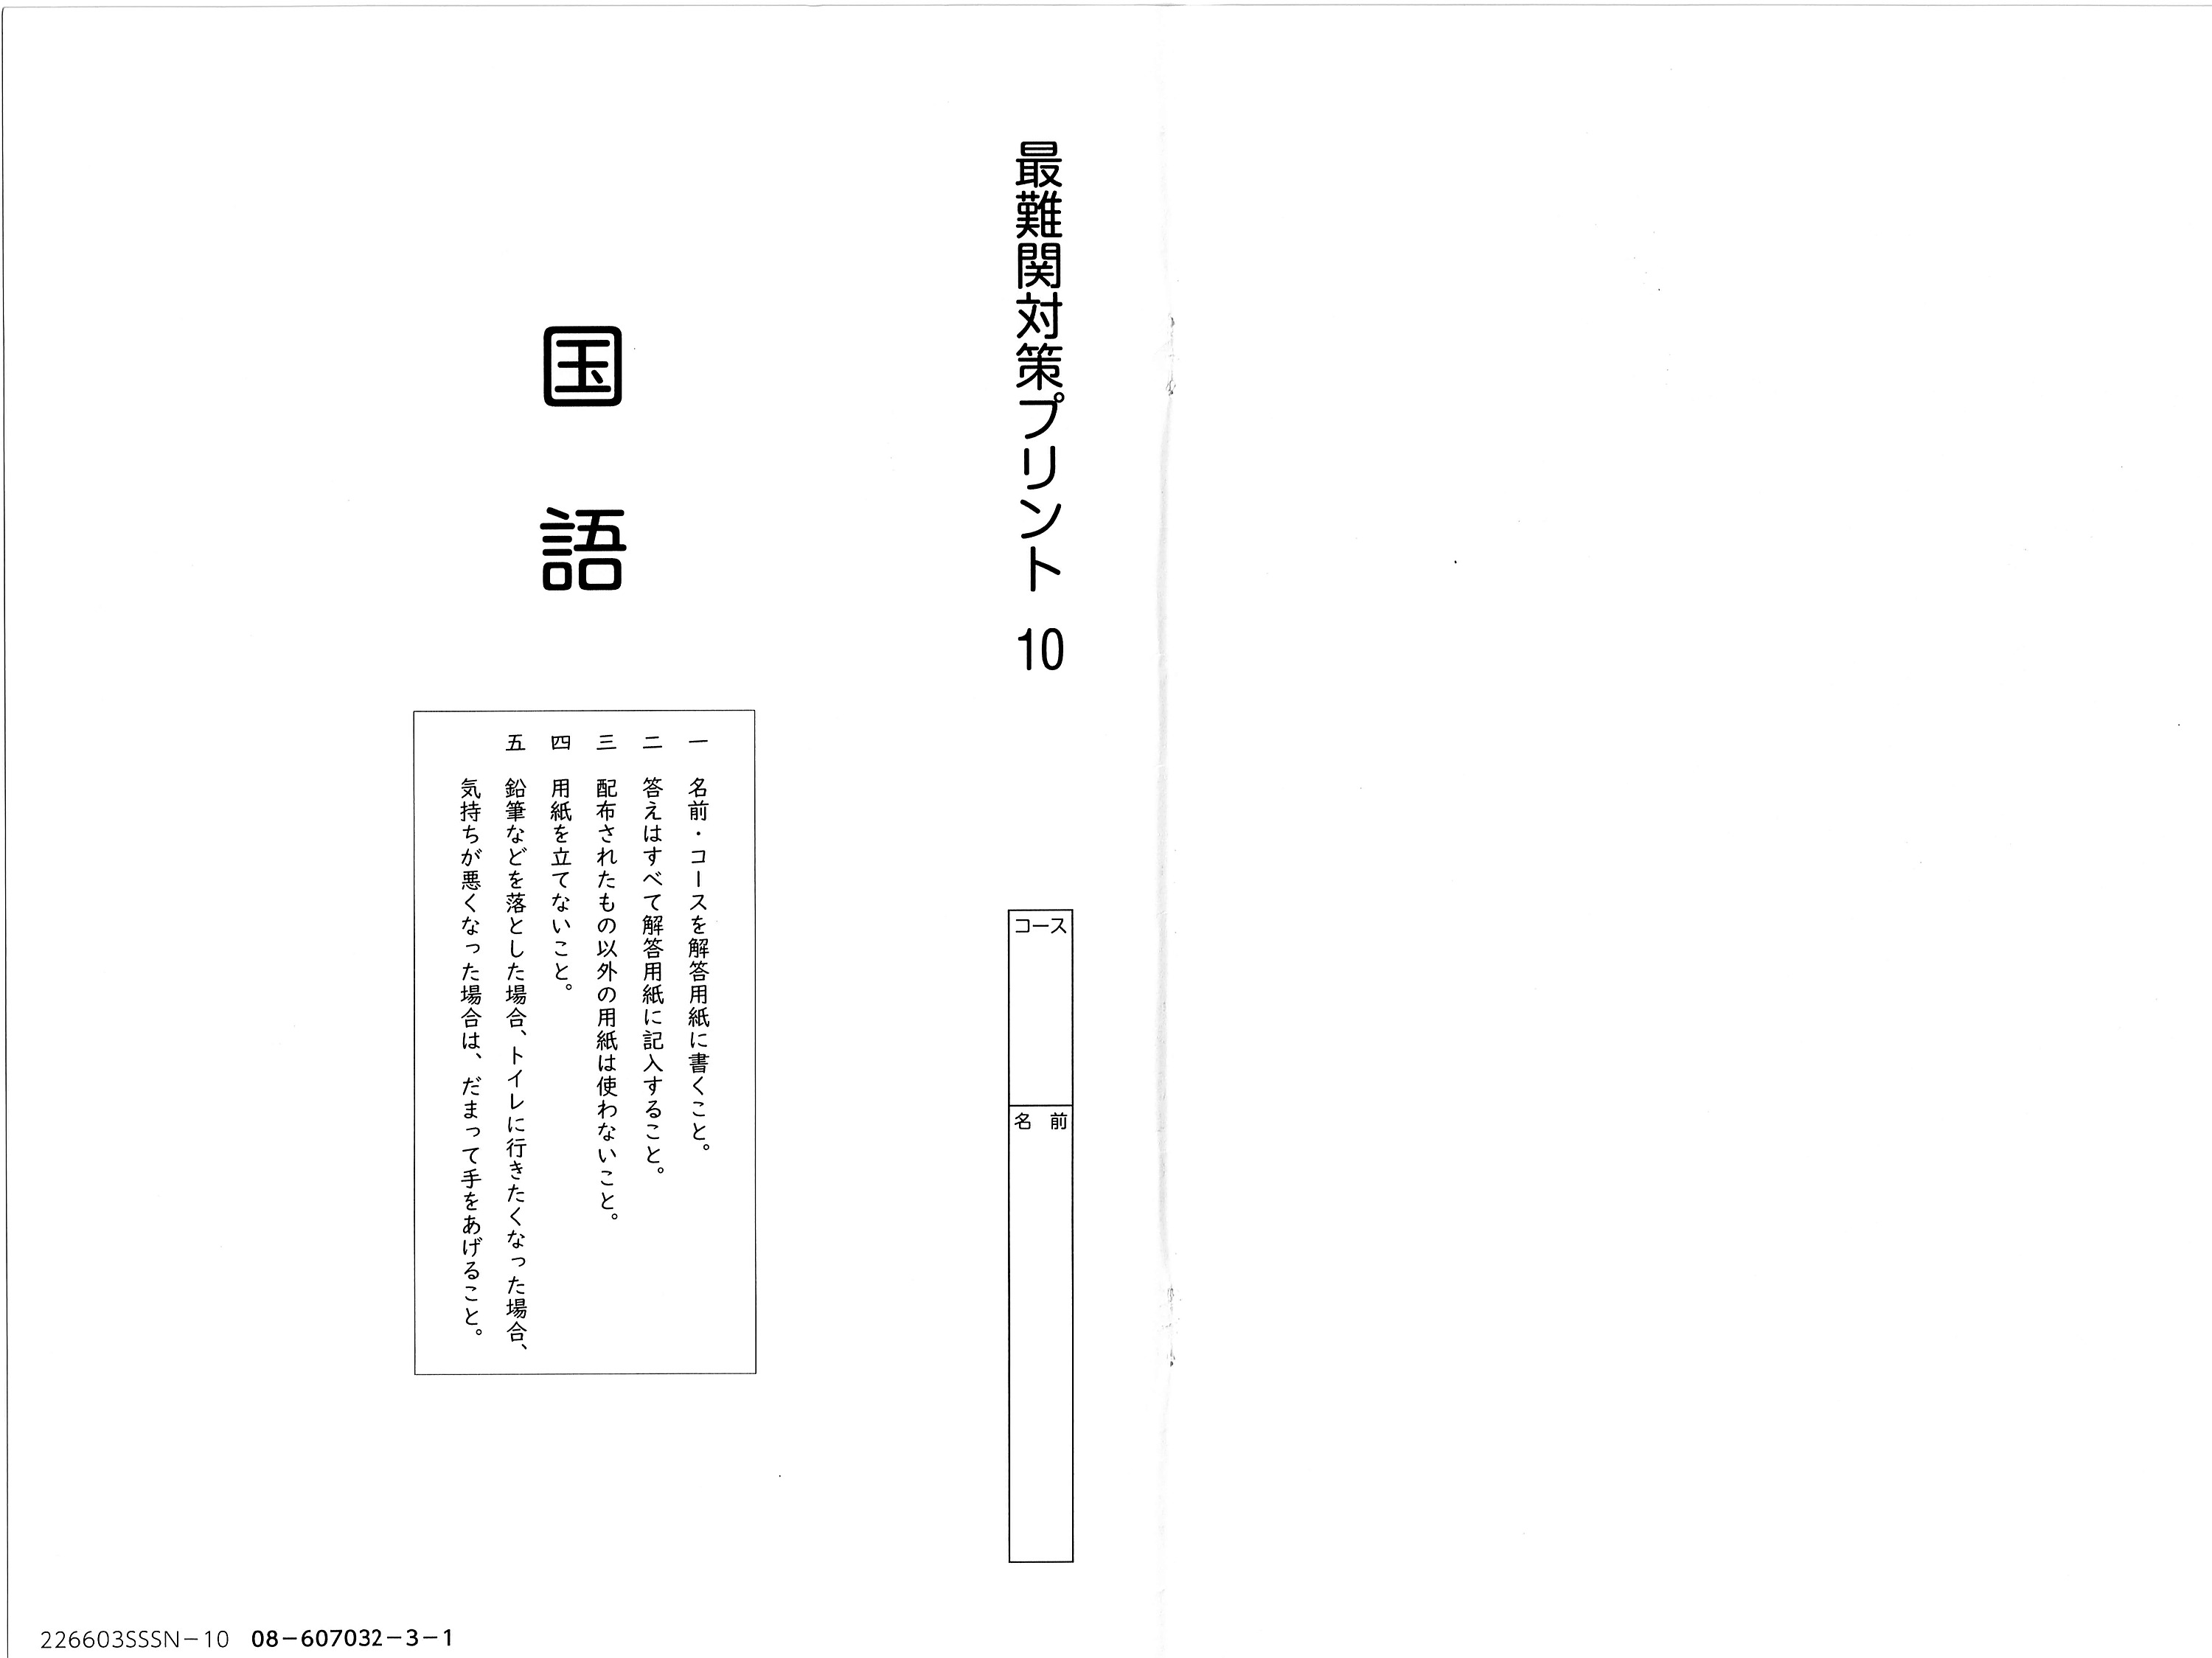 最難関対策プリント 10
コース
名 前
国 語
一 名前・コースを解答用紙に書くこと。
二 答えはすべて解答用紙に記入すること。
三 配布されたもの以外の用紙は使わないこと。
四 用紙を立てないこと。
五 鉛筆などを落とした場合、トイレに行きたくなった場合、
気持ちが悪くなった場合は、だまって手をあげること。
226603SSSN-10 08-607032-3-1